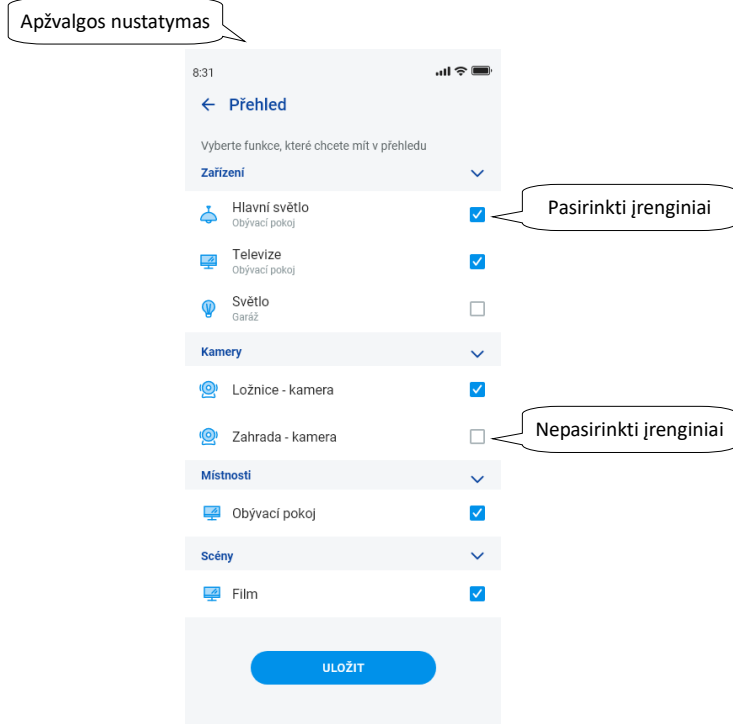 Apžvalgos nustatymas
8:31
Přehled
Vyberte funkce, které chcete mít v přehledu
Zařízení
Hlavní světlo
Obývací pokoj
Pasirinkti įrenginiai
Televize
Obývací pokoj
Světlo
Garáž
Kamery
Ložnice - kamera
Zahrada - kamera
Nepasirinkti įrenginiai
Místnosti
Obývací pokoj
Scény
Film
ULOŽIT